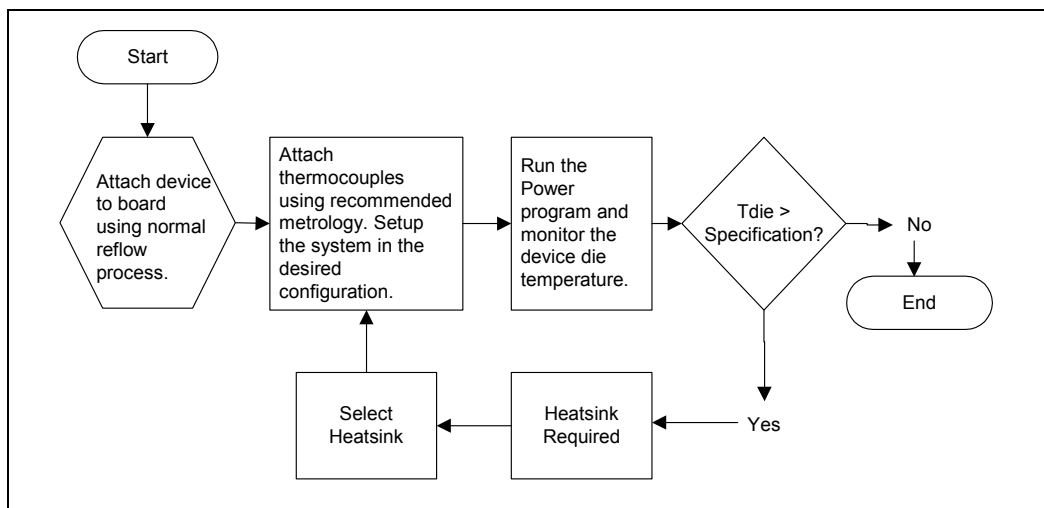 Start
Attach device
to board
using normal
reflow
process.
Attach
thermocouples
using recommended
metrology. Setup
the system in the
desired
configuration.
Run the
Power
program and
monitor the
device die
temperature.
Tdie >
Specification?
No
End
Yes
Heatsink
Required
Select
Heatsink